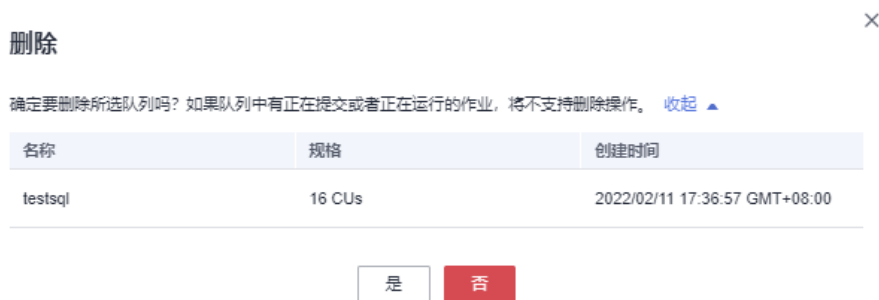 删除
确定要删除所选队列吗？如果队列中有正在提交或者正在运行的作业，将不支持删除操作。 收起
名称 规格 创建时间
testsql 16 CUs 2022/02/11 17:36:57 GMT+08:00
是 否